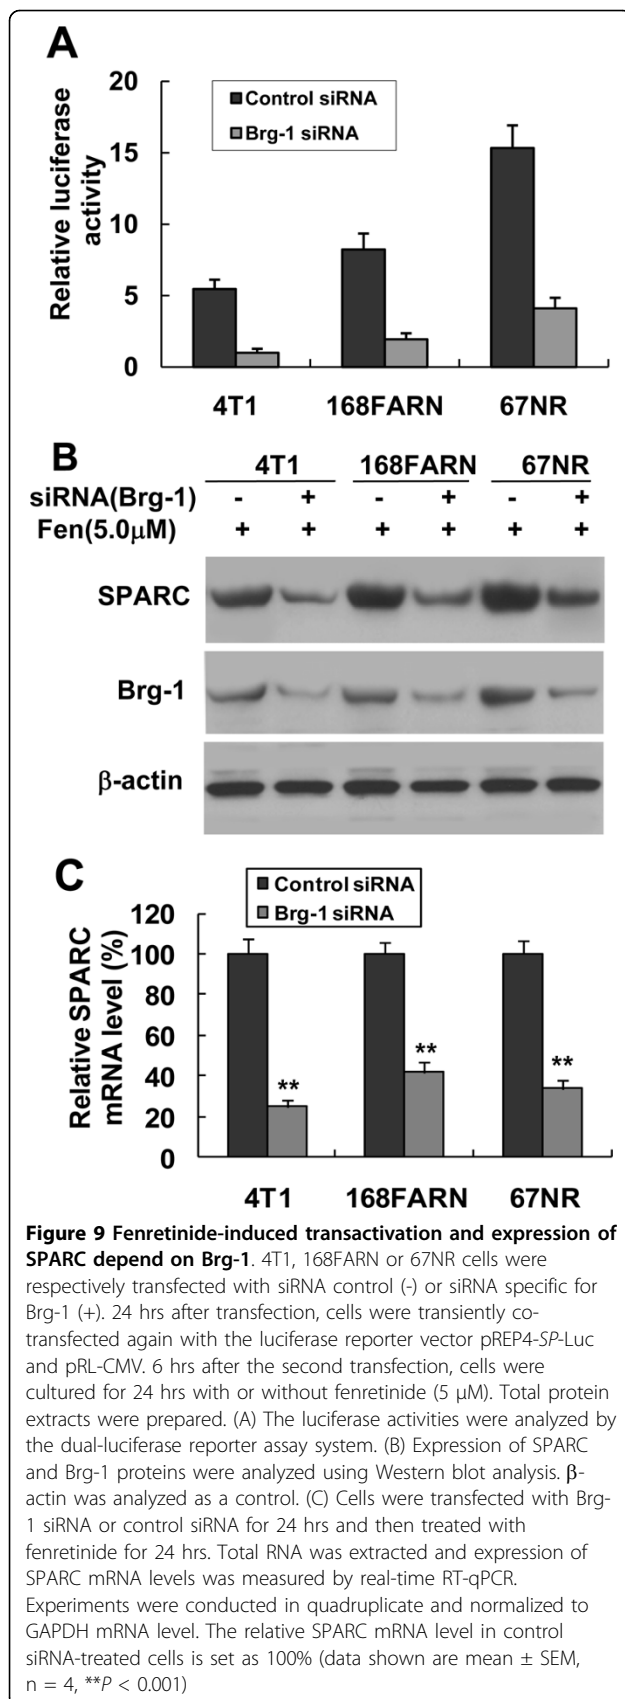 A
Relative luciferase
activity
20
15
10
5
0
Control siRNA
Brg-1 siRNA
4T1 168FARN 67NR
B
4T1 168FARN 67NR
siRNA(Brg-1) - + - + - +
Fen(5.0μM) + + + + + +
SPARC
Brg-1
β-actin
C
Relative SPARC
mRNA level (%)
120
100
80
60
40
20
0
Control siRNA
Brg-1 siRNA
** ** **
4T1 168FARN 67NR
Figure 9 Fenretinide-induced transactivation and expression of
SPARC depend on Brg-1. 4T1, 168FARN or 67NR cells were
respectively transfected with siRNA control (-) or siRNA specific for
Brg-1 (+). 24 hrs after transfection, cells were transiently co-
transfected again with the luciferase reporter vector pREP4-SP-Luc
and pRL-CMV. 6 hrs after the second transfection, cells were
cultured for 24 hrs with or without fenretinide (5 μM). Total protein
extracts were prepared. (A) The luciferase activities were analyzed by
the dual-luciferase reporter assay system. (B) Expression of SPARC
and Brg-1 proteins were analyzed using Western blot analysis. β-
actin was analyzed as a control. (C) Cells were transfected with Brg-
1 siRNA or control siRNA for 24 hrs and then treated with
fenretinide for 24 hrs. Total RNA was extracted and expression of
SPARC mRNA levels was measured by real-time RT-qPCR.
Experiments were conducted in quadruplicate and normalized to
GAPDH mRNA level. The relative SPARC mRNA level in control
siRNA-treated cells is set as 100% (data shown are mean ± SEM,
n = 4, **P < 0.001)